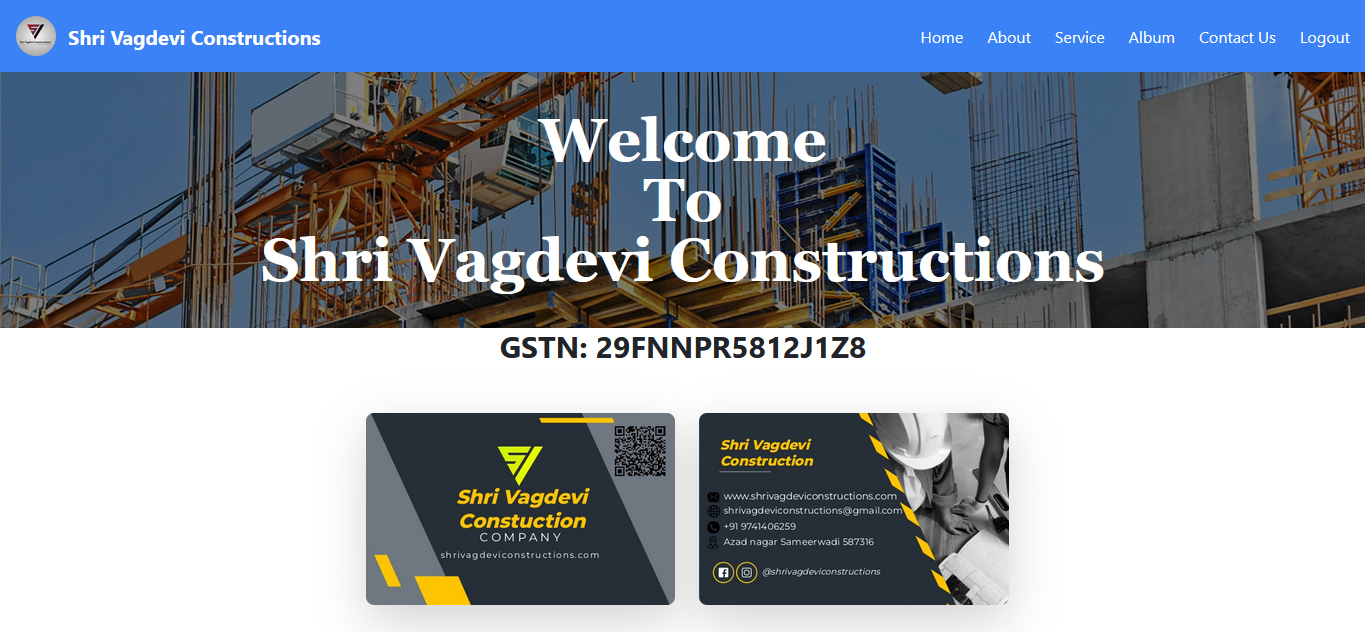 Shri Vagdevi Constructions
Home
About
Service
Album
Contact Us
Logout
Welcome
To
Shri Vagdevi Constructions
GSTN: 29FNNPR5812J1Z8
Shri Vagdevi
Constuction
COMPANY
shrivagdeviconstructions.com
Shri Vagdevi
Construction
www.shrivagdeviconstructions.com
shrivagdeviconstructions@gmail.com
+91 9741406259
Azad nagar Sameerwadi 587316
@shrivagdeviconstructions